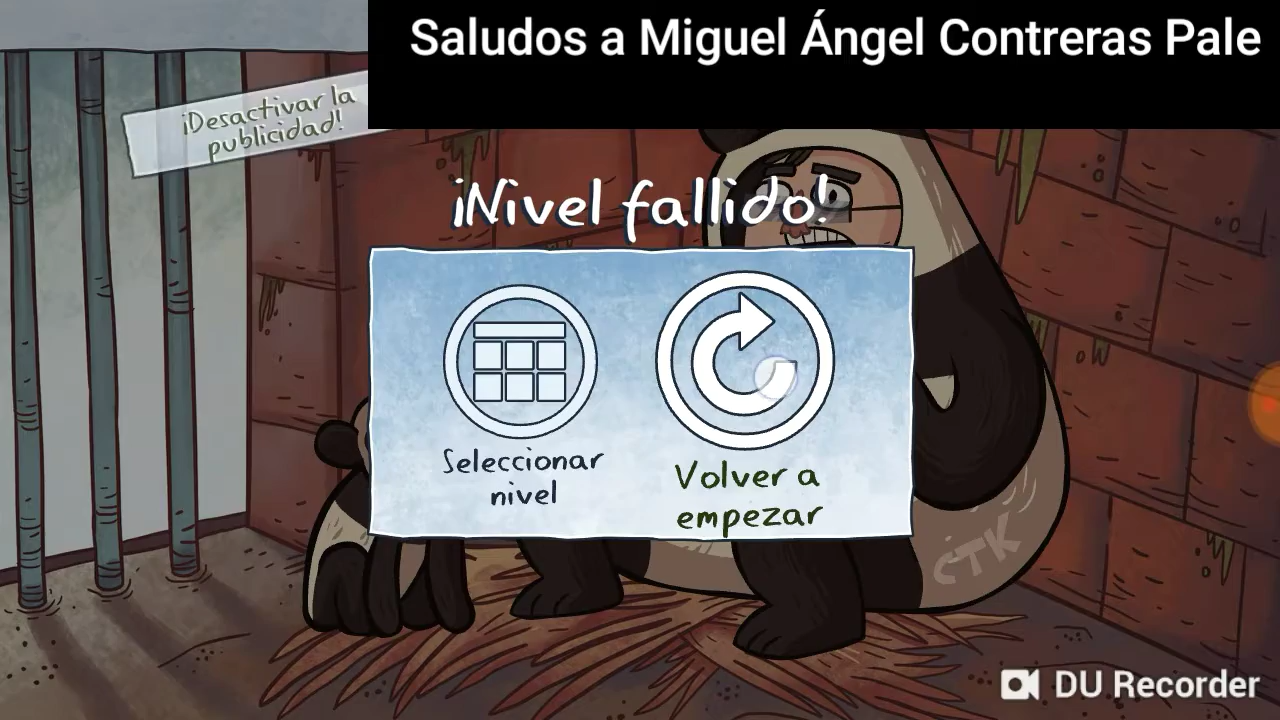 Saludos a Miguel Ángel Contreras Pale
¡Desactivar la
publicidad!
¡Nivel fallido!
Seleccionar
nivel
Volver a
empezar
CTK
DU Recorder